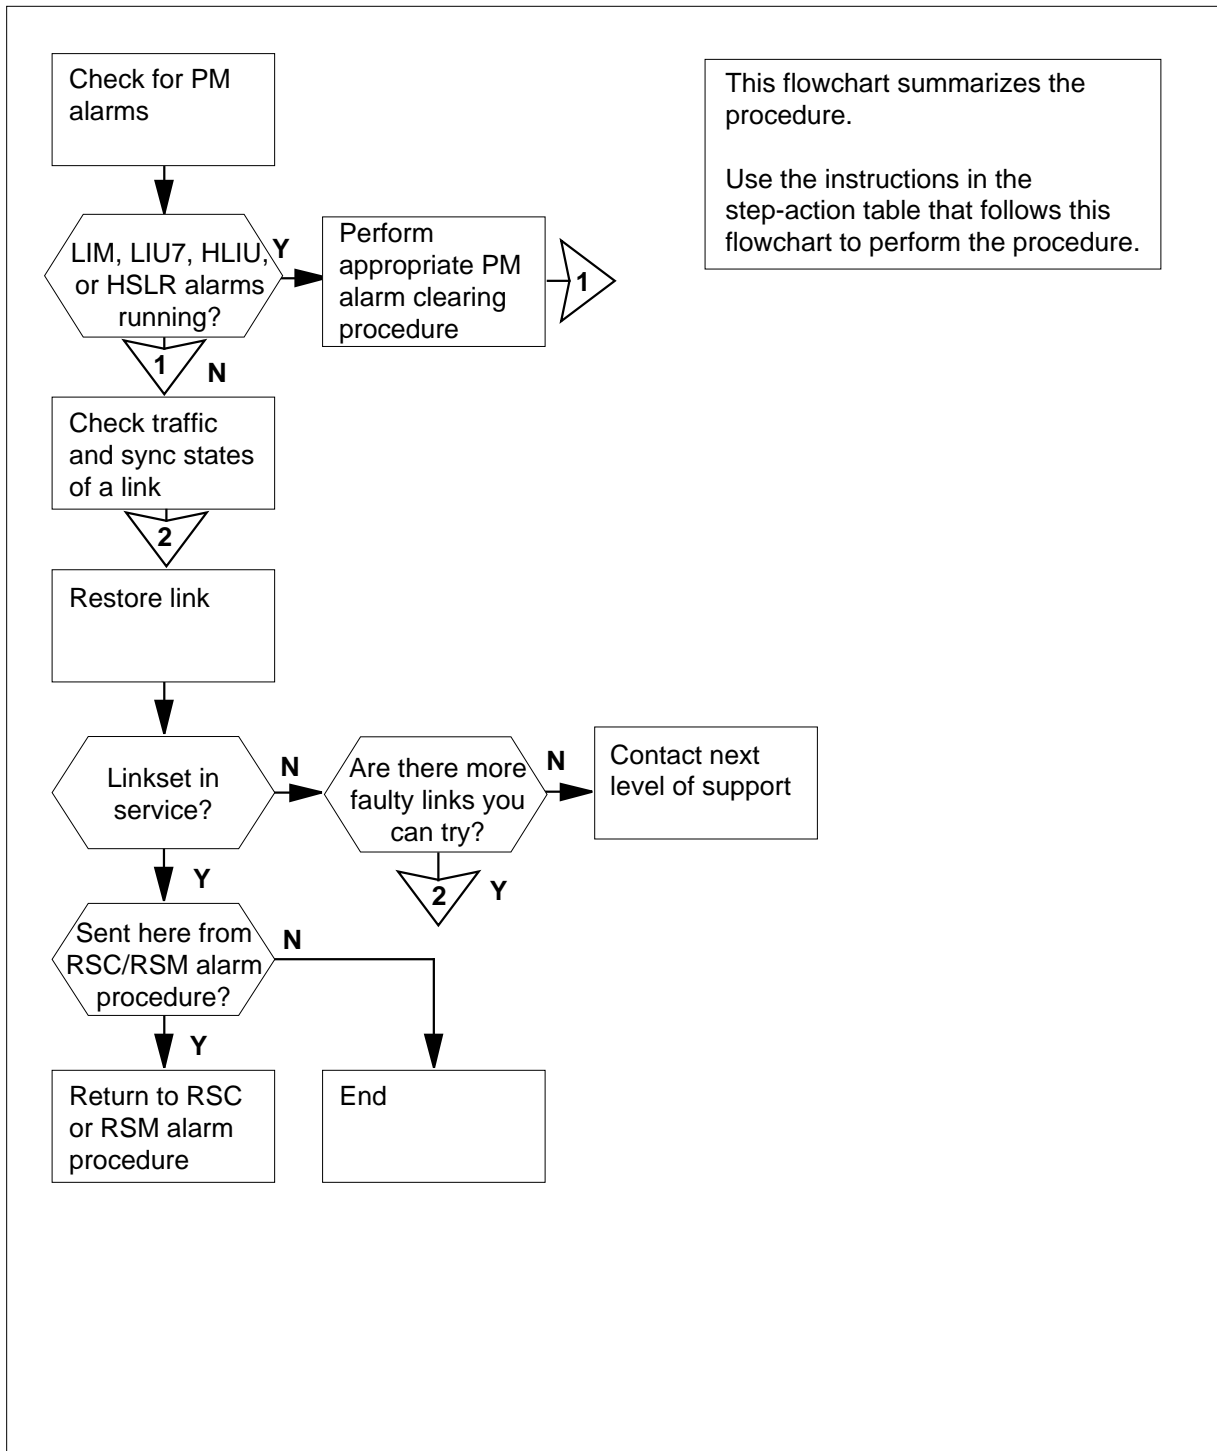 Check for PM
alarms
This flowchart summarizes the
procedure.
Use the instructions in the
step-action table that follows this
flowchart to perform the procedure.
LIM, LIU7, HLIU,
or HSLR alarms
running?
Y
Perform
appropriate PM
alarm clearing
procedure
1
1
N
Check traffic
and sync states
of a link
2
Restore link
Linkset in
service?
N
Are there more
faulty links you
can try?
N
Contact next
level of support
Y
2
Y
Sent here from
RSC/RSM alarm
procedure?
N
Y
Return to RSC
or RSM alarm
procedure
End